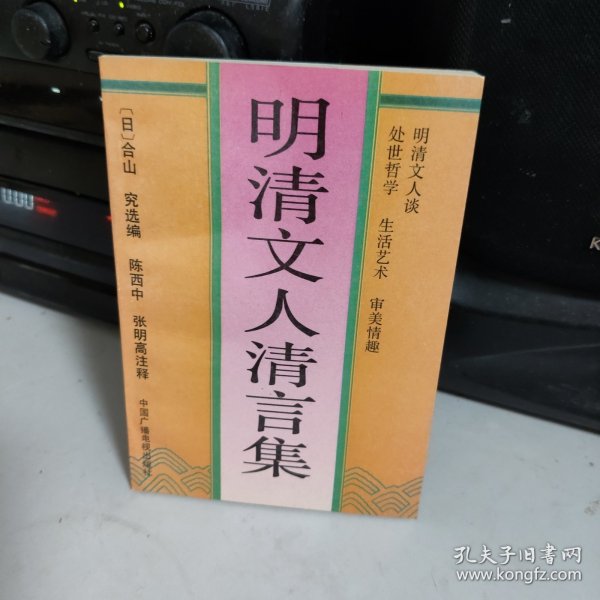 明清文人谈
处世哲学 生活艺术 审美情趣
明清文人清言集
〔日〕合山 究选编 陈西中 张明高注释
中国广播电视出版社
0:00
K
孔夫子旧书网
www.kongfz.com